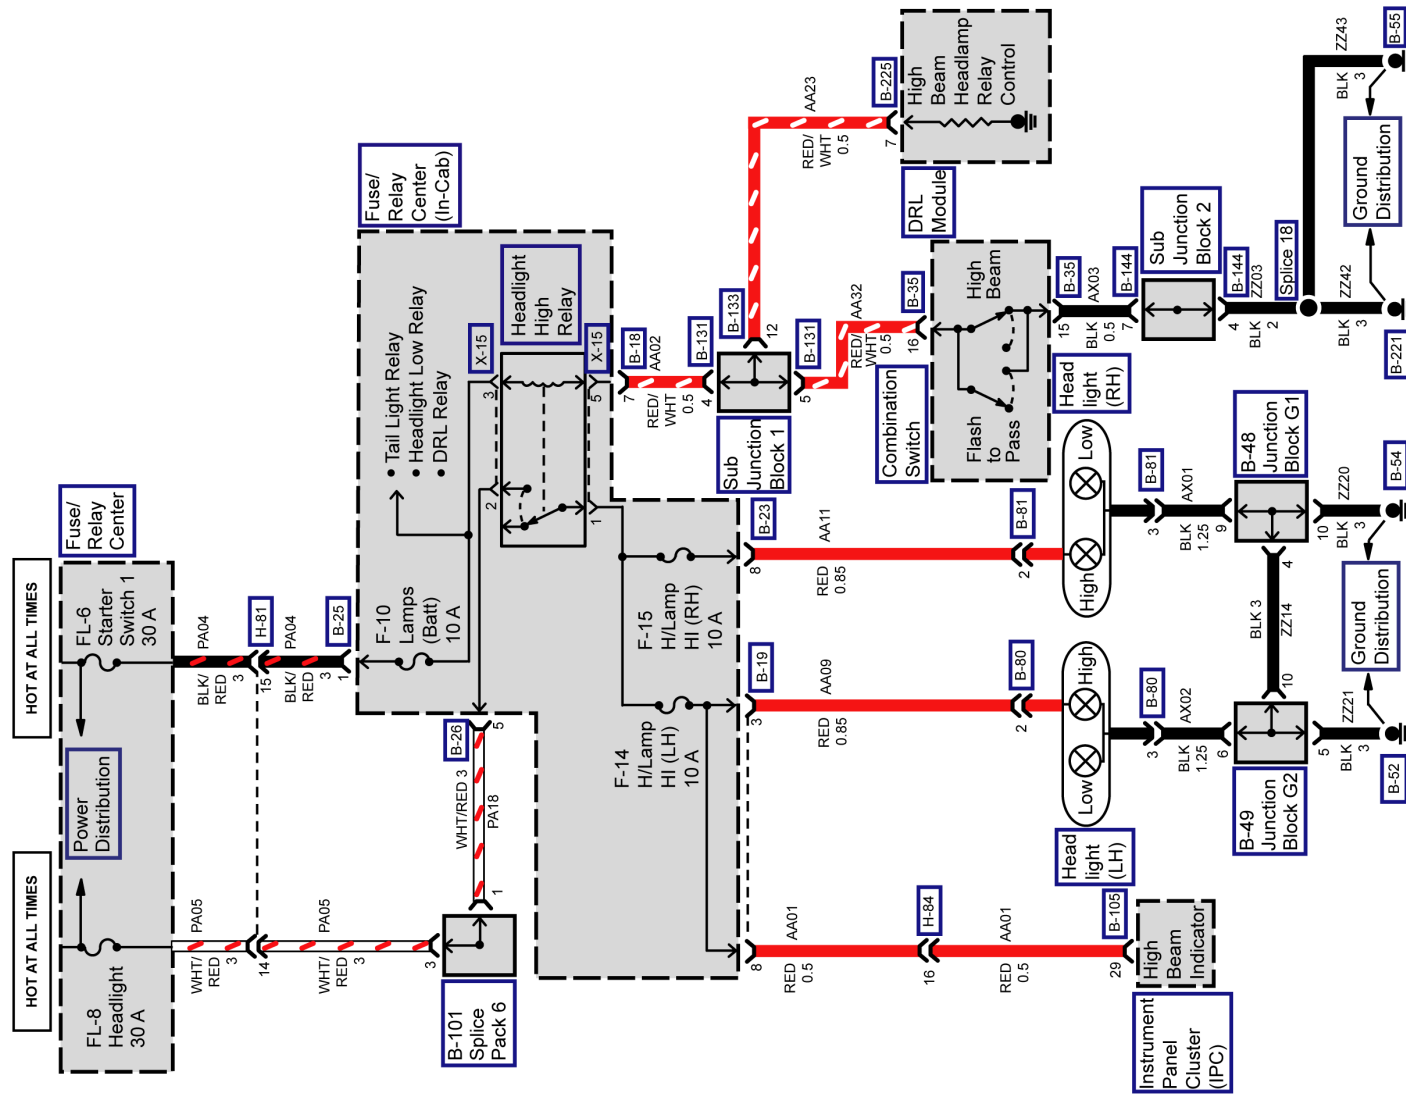 HOT AT ALL TIMES
HOT AT ALL TIMES
Fuse/
Relay
Center
FL-8
Headlight
30 A
Power
Distribution
FL-6
Starter
Switch 1
30 A
WHT/
RED
3
PA05
14
WHT/
RED
3
PA05
3
BLK/
RED
3
PA04
H-81
15
BLK/
RED
3
PA04
B-25
1
B-101
Splice
Pack 6
1
WHT/RED 3
PA18
B-26
5
Fuse/
Relay
Center
(In-Cab)
F-10
Lamps
(Batt)
10 A
• Tail Light Relay
• Headlight Low Relay
• DRL Relay
Headlight
High
Relay
X-15
X-15
2
3
1
5
F-14
H/Lamp
HI (LH)
10 A
F-15
H/Lamp
HI (RH)
10 A
B-18
7
RED/
WHT
0.5
AA02
B-131
4
Sub
Junction
Block 1
B-133
12
B-131
5
AA23
RED/
WHT
0.5
B-225
7
High
Beam
Headlamp
Relay
Control
DRL
Module
AA32
RED/
WHT
0.5
B-35
16
Combination
Switch
Flash
to
Pass
High
Beam
B-35
15
BLK
0.5
AX03
B-144
7
Sub
Junction
Block 2
B-144
4
BLK
ZZ03
2
Splice 18
ZZ43
BLK
3
B-55
ZZ42
BLK
3
B-221
Ground
Distribution
B-23
8
RED
0.85
AA11
B-81
2
Head
light
(RH)
High
Low
B-81
3
BLK
1.25
AX01
9
B-48
Junction
Block G1
10
BLK
3
ZZ20
B-54
4
BLK 3
ZZ14
10
B-19
3
RED
0.85
AA09
B-80
2
Head
light
(LH)
Low
High
B-80
3
BLK
1.25
AX02
6
B-49
Junction
Block G2
5
BLK
3
ZZ21
B-52
Ground
Distribution
8
RED
0.5
AA01
H-84
16
RED
0.5
AA01
B-105
29
High
Beam
Indicator
Instrument
Panel
Cluster
(IPC)